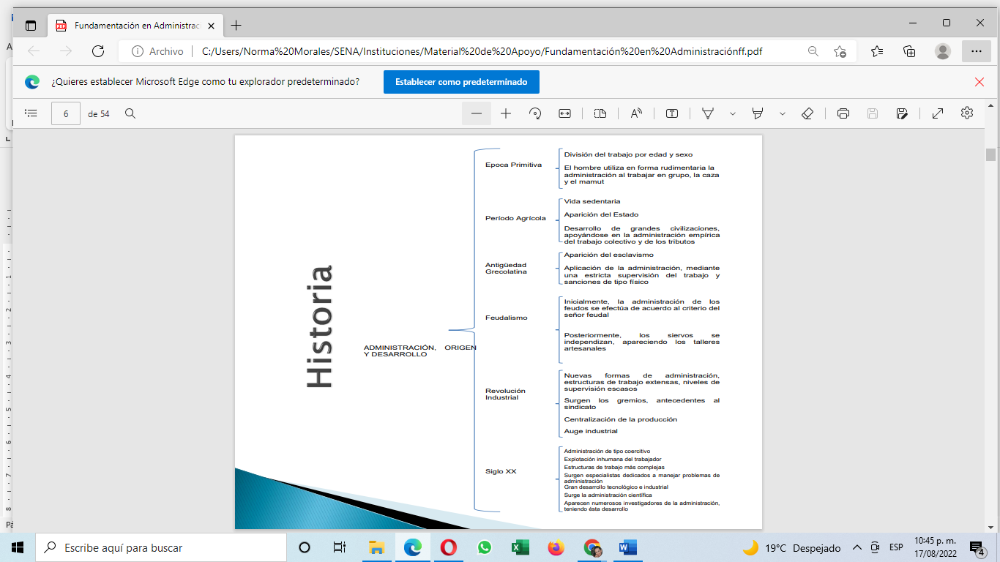 Fundamentación en Administrac
Archivo
C:/Users/Norma%20Morales/SENA/Instituciones/Material%20de%20Apoyo/Fundamentación%20en%20Administraciónff.pdf
¿Quieres establecer Microsoft Edge como tu explorador predeterminado?
Establecer como predeterminado
6 de 54
Historia
ADMINISTRACIÓN, ORIGEN
Y DESARROLLO
Epoca Primitiva
División del trabajo por edad y sexo
El hombre utiliza en forma rudimentaria la
administración al trabajar en grupo, la caza
y el mamut
Período Agrícola
Vida sedentaria
Aparición del Estado
Desarrollo de grandes civilizaciones,
apoyándose en la administración empírica
del trabajo colectivo y de los tributos
Antigüedad
Grecolatina
Aparición del esclavismo
Aplicación de la administración, mediante
una estricta supervisión del trabajo y
sanciones de tipo físico
Feudalismo
Inicialmente, la administración de los
feudos se efectúa de acuerdo al criterio del
señor feudal
Posteriormente, los siervos se
independizan, apareciendo los talleres
artesanales
Revolución
Industrial
Nuevas formas de administración,
estructuras de trabajo extensas, niveles de
supervisión escasos
Surgen los gremios, antecedentes al
sindicato
Centralización de la producción
Auge industrial
Siglo XX
Administración de tipo coercitivo
Explotación inhumana del trabajador
Estructuras de trabajo más complejas
Surgen especialistas dedicados a manejar problemas de
administración
Gran desarrollo tecnológico e industrial
Surge la administración científica
Aparecen numerosos investigadores de la administración,
teniendo ésta desarrollo
1
2
3
4
5
6
7
8
Pá
Escribe aquí para buscar
19°C Despejado
ESP
10:45 p. m.
17/08/2022
4